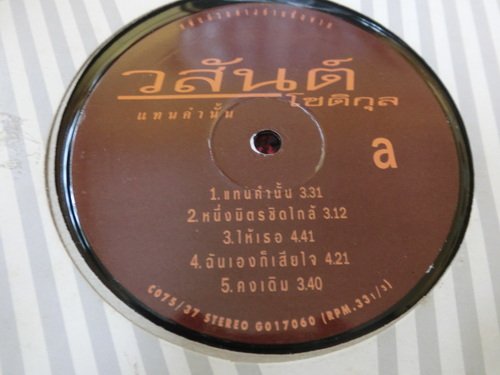 วสันต์
โชติกุล
แทนคำนั้น
a
1.แทนคำนั้น 3.31
2.หนึ่งมิตรชิดใกล้ 3.12
3.ให้เธอ 4.41
4.ฉันเองก็เสียใจ 4.21
5.คงเดิม 3.40
C075/37 STEREO G017060 (RPM.33 1/3)